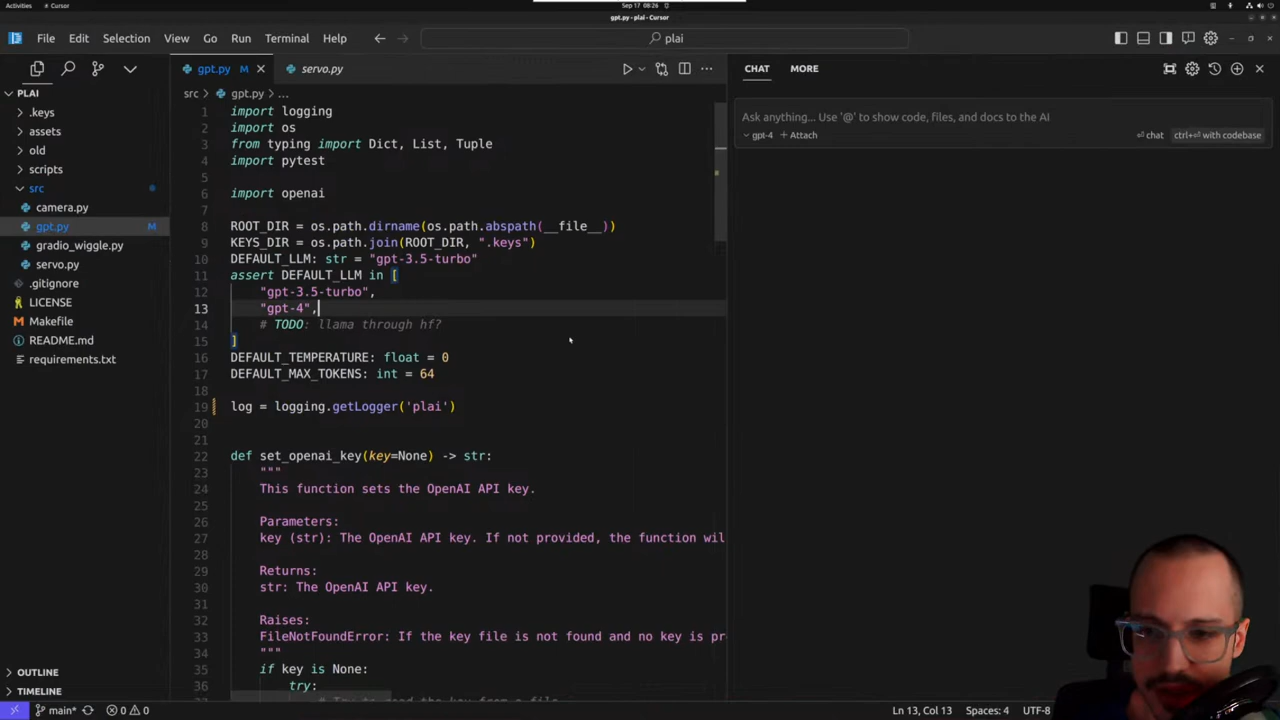 Activities Cursor Sep 17 08:26
gpt.py - plai - Cursor
File Edit Selection View Go Run Terminal Help plai
gpt.py M servo.py
CHAT MORE
PLAI
.keys
assets
old
scripts
src
camera.py
gpt.py M
gradio_wiggle.py
servo.py
.gitignore
LICENSE
Makefile
README.md
requirements.txt
OUTLINE
TIMELINE
src > gpt.py > ...
1 import logging
2 import os
3 from typing import Dict, List, Tuple
4 import pytest
5
6 import openai
7
8 ROOT_DIR = os.path.dirname(os.path.abspath(__file__))
9 KEYS_DIR = os.path.join(ROOT_DIR, ".keys")
10 DEFAULT_LLM: str = "gpt-3.5-turbo"
11 assert DEFAULT_LLM in [
12 "gpt-3.5-turbo",
13 "gpt-4",
14 # TODO: llama through hf?
15 ]
16 DEFAULT_TEMPERATURE: float = 0
17 DEFAULT_MAX_TOKENS: int = 64
18
19 log = logging.getLogger('plai')
20
21
22 def set_openai_key(key=None) -> str:
23 """
24 This function sets the OpenAI API key.
25
26 Parameters:
27 key (str): The OpenAI API key. If not provided, the function wil
28
29 Returns:
30 str: The OpenAI API key.
31
32 Raises:
33 FileNotFoundError: If the key file is not found and no key is pr
34 """
35 if key is None:
36 try:
Ask anything... Use '@' to show code, files, and docs to the AI
gpt-4 + Attach chat ctrl+⏎ with codebase
main* 0 0 Ln 13, Col 13 Spaces: 4 UTF-8